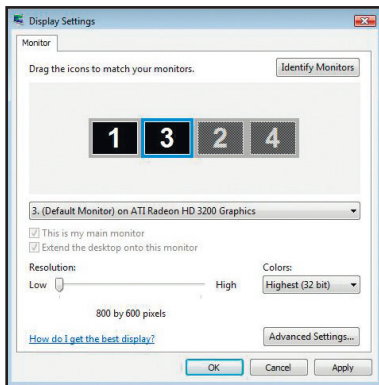 Display Settings
Monitor
Drag the icons to match your monitors.
Identify Monitors
1 3 2 4
3. (Default Monitor) on ATI Radeon HD 3200 Graphics
This is my main monitor
Extend the desktop onto this monitor
Resolution:
Colors:
Low High
Highest (32 bit)
800 by 600 pixels
How do I get the best display?
Advanced Settings...
OK Cancel Apply